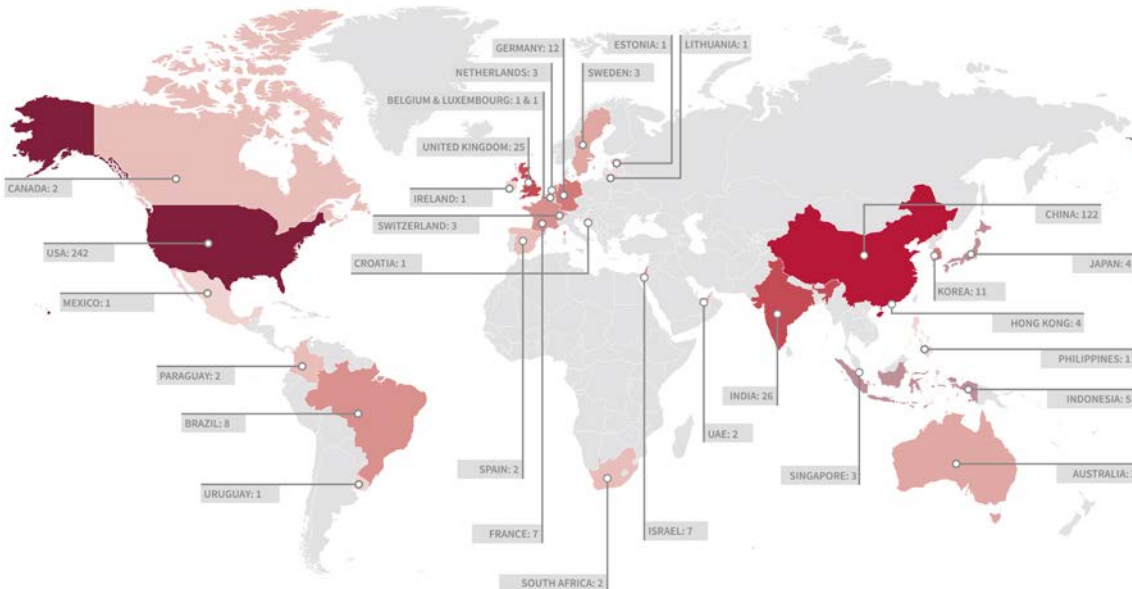 GERMANY: 12
ESTONIA: 1
LITHUANIA: 1
NETHERLANDS: 3
SWEDEN: 3
BELGIUM & LUXEMBOURG: 1 & 1
UNITED KINGDOM: 25
CANADA: 2
IRELAND: 1
SWITZERLAND: 3
CHINA: 122
USA: 242
CROATIA: 1
JAPAN: 4
KOREA: 11
MEXICO: 1
HONG KONG: 4
PHILIPPINES: 1
PARAGUAY: 2
INDIA: 26
INDONESIA: 5
BRAZIL: 8
UAE: 2
SPAIN: 2
SINGAPORE: 3
AUSTRALIA:
URUGUAY: 1
FRANCE: 7
ISRAEL: 7
SOUTH AFRICA: 2